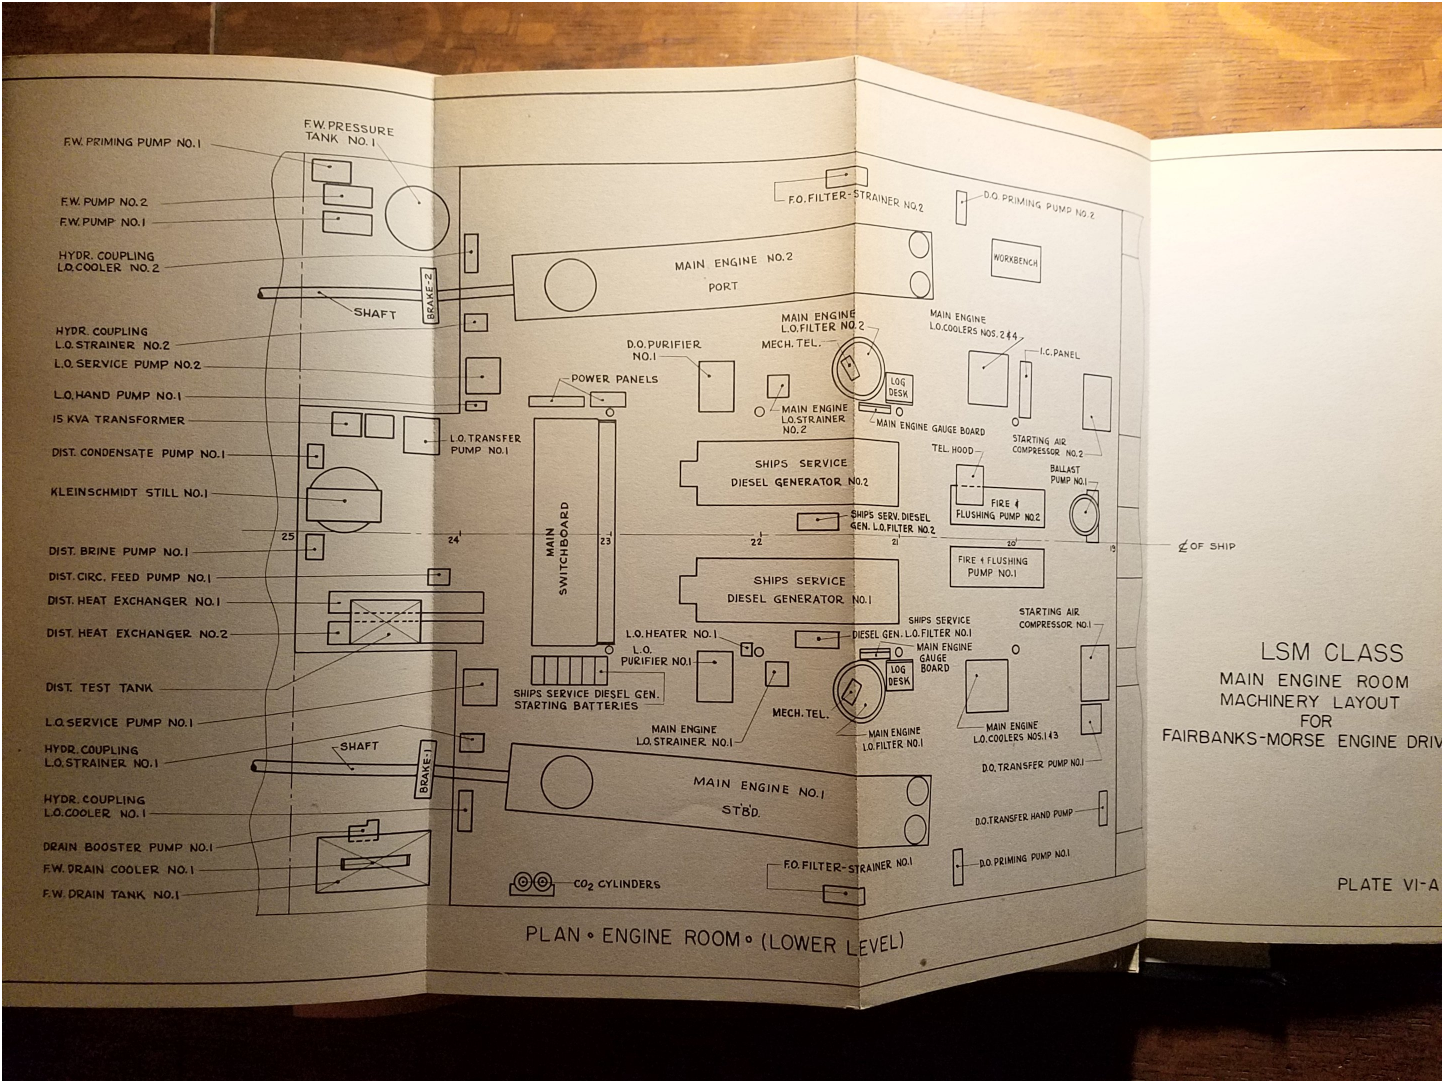 F.W. PRIMING PUMP NO.1
F.W. PRESSURE
TANK NO.1
F.W. PUMP NO.2
F.W. PUMP NO.1
HYDR. COUPLING
L.O. COOLER NO.2
SHAFT
BRAKE-2
HYDR. COUPLING
L.O. STRAINER NO.2
L.O. SERVICE PUMP NO.2
L.O. HAND PUMP NO.1
15 KVA TRANSFORMER
L.O. TRANSFER
PUMP NO.1
DIST. CONDENSATE PUMP NO.1
KLEINSCHMIDT STILL NO.1
DIST. BRINE PUMP NO.1
DIST. CIRC. FEED PUMP NO.1
DIST. HEAT EXCHANGER NO.1
DIST. HEAT EXCHANGER NO.2
DIST. TEST TANK
L.O. SERVICE PUMP NO.1
HYDR. COUPLING
L.O. STRAINER NO.1
SHAFT
BRAKE-1
HYDR. COUPLING
L.O. COOLER NO.1
DRAIN BOOSTER PUMP NO.1
F.W. DRAIN COOLER NO.1
F.W. DRAIN TANK NO.1
F.O. FILTER-STRAINER NO.2
D.O. PRIMING PUMP NO.2
WORKBENCH
MAIN ENGINE NO.2
PORT
MAIN ENGINE
L.O. FILTER NO.2
MECH. TEL.
MAIN ENGINE
L.O. COOLERS NOS. 2&4
I.C. PANEL
D.O. PURIFIER
NO.1
POWER PANELS
LOG
DESK
MAIN ENGINE
L.O. STRAINER
NO.2
MAIN ENGINE GAUGE BOARD
STARTING AIR
COMPRESSOR NO.2
TEL. HOOD
BALLAST
PUMP NO.1
SHIPS SERVICE
DIESEL GENERATOR NO.2
FIRE &
FLUSHING PUMP NO.2
SHIPS SERV. DIESEL
GEN. L.O. FILTER NO.2
MAIN
SWITCHBOARD
25
24
23
22
21
20
19
℄ OF SHIP
SHIPS SERVICE
DIESEL GENERATOR NO.1
FIRE & FLUSHING
PUMP NO.1
L.O. HEATER NO.1
L.O.
PURIFIER NO.1
SHIPS SERVICE
DIESEL GEN. L.O. FILTER NO.1
MAIN ENGINE
GAUGE
BOARD
LOG
DESK
STARTING AIR
COMPRESSOR NO.1
SHIPS SERVICE DIESEL GEN.
STARTING BATTERIES
MECH. TEL.
MAIN ENGINE
L.O. STRAINER NO.1
MAIN ENGINE
L.O. FILTER NO.1
MAIN ENGINE
L.O. COOLERS NOS. 1&3
D.O. TRANSFER PUMP NO.1
MAIN ENGINE NO.1
STB'D.
D.O. TRANSFER HAND PUMP
F.O. FILTER-STRAINER NO.1
D.O. PRIMING PUMP NO.1
CO2 CYLINDERS
PLAN • ENGINE ROOM • (LOWER LEVEL)
LSM CLASS
MAIN ENGINE ROOM
MACHINERY LAYOUT
FOR
FAIRBANKS-MORSE ENGINE DRIV
PLATE VI-A